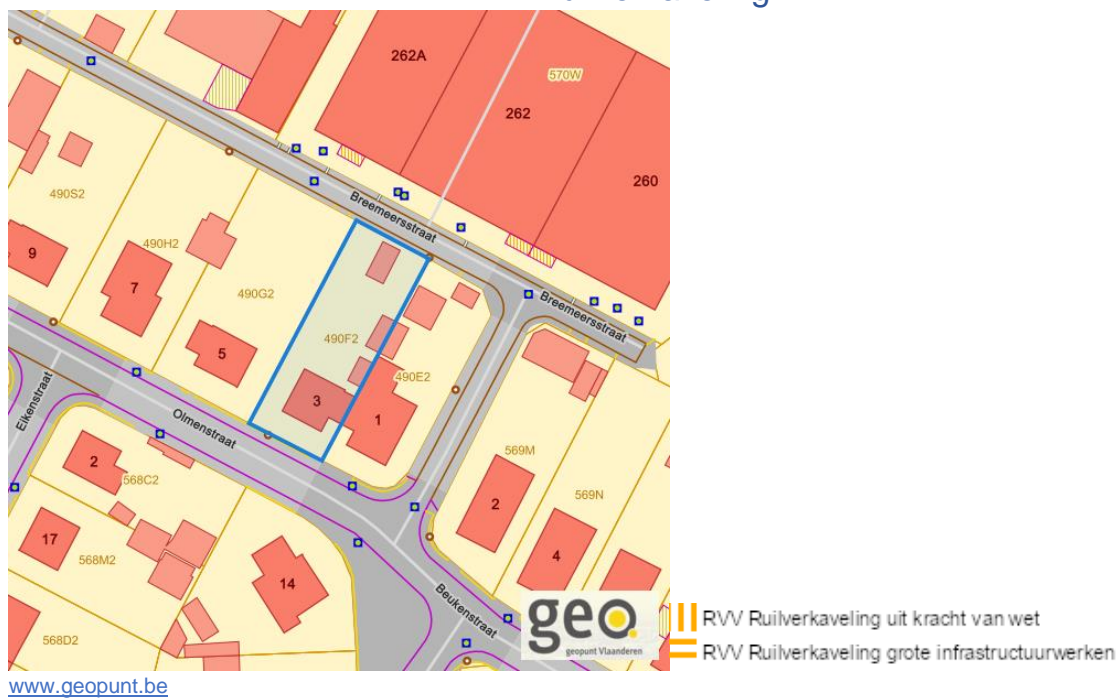 262A
570W
262
260
Breemeersstraat
490S2
490H2
9
7
490G2
5
490F2
3
490E2
1
Breemeersstraat
Eikenstraat
Olmenstraat
2
568C2
17
568M2
14
568D2
569M
2
569N
4
Beukenstraat
geo.
geopunt Vlaanderen
RVV Ruilverkaveling uit kracht van wet
RVV Ruilverkaveling grote infrastructuurwerken
www.geopunt.be